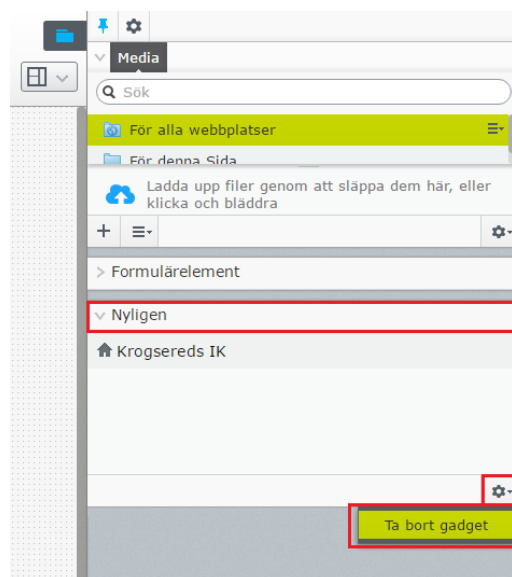 Media
Sök
För alla webbplatser
För denna Sida
Ladda upp filer genom att släppa dem här, eller
klicka och bläddra
Formulärelement
Nyligen
Krogsereds IK
Ta bort gadget